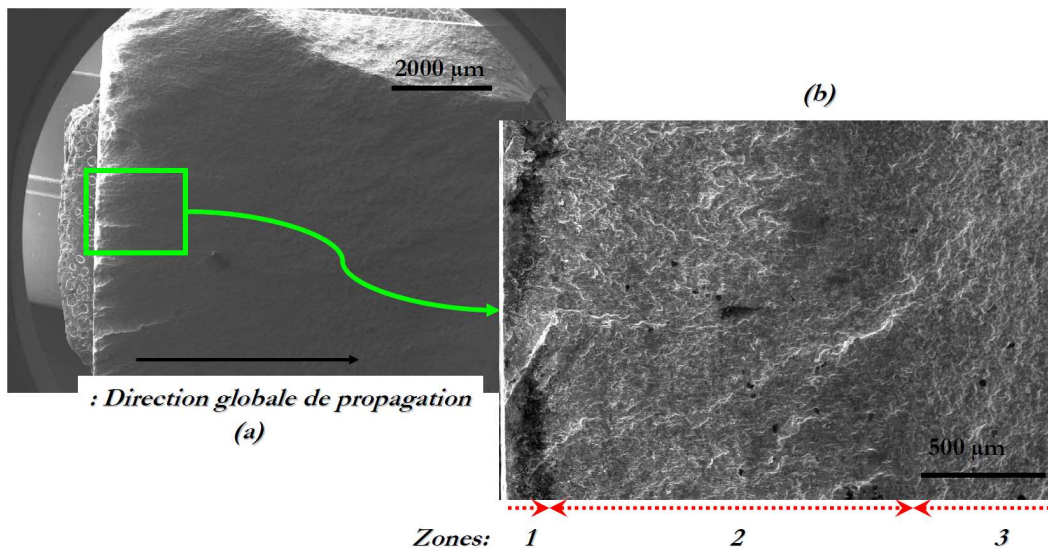 2000 µm
(b)
: Direction globale de propagation
(a)
500 µm
Zones: 1 2 3